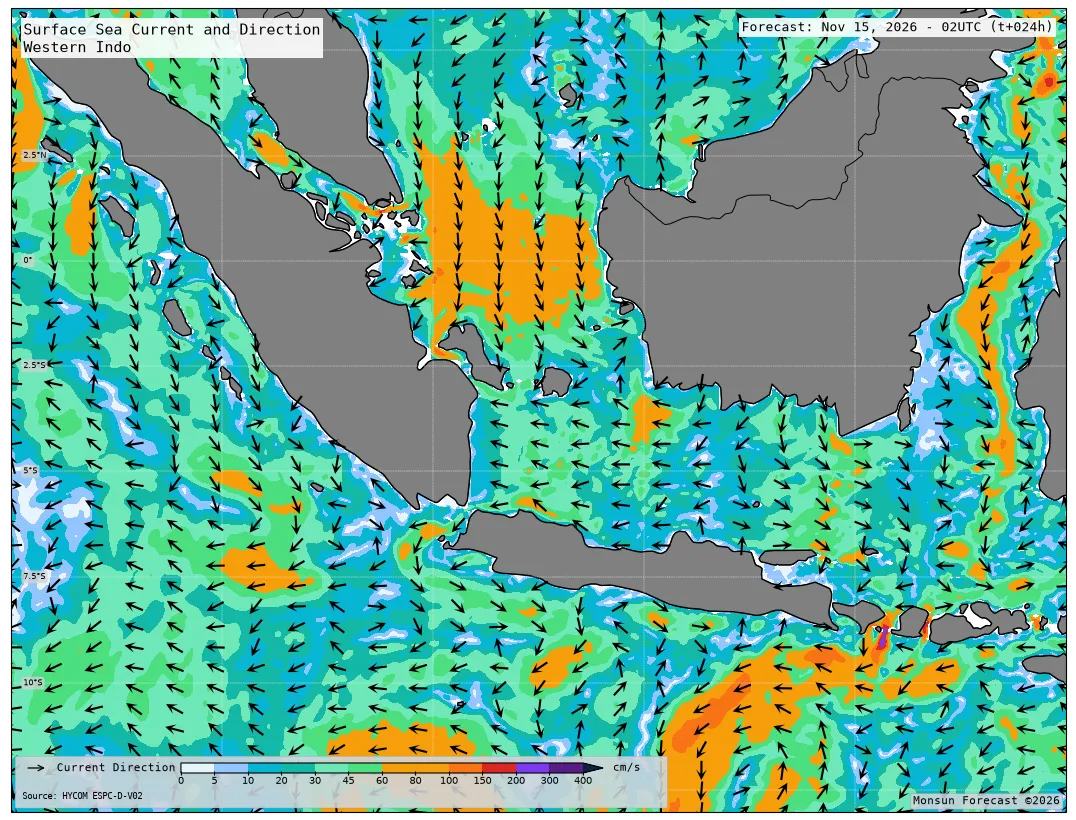 Surface Sea Current and Direction
Western Indo
Forecast: Nov 15, 2026 - 02UTC (t+024h)
2.5°N
0°
2.5°S
5°S
7.5°S
10°S
Current Direction
0 5 10 20 30 45 60 80 100 150 200 300 400
cm/s
Source: HYCOM ESPC-D-V02
Monsun Forecast ©2026